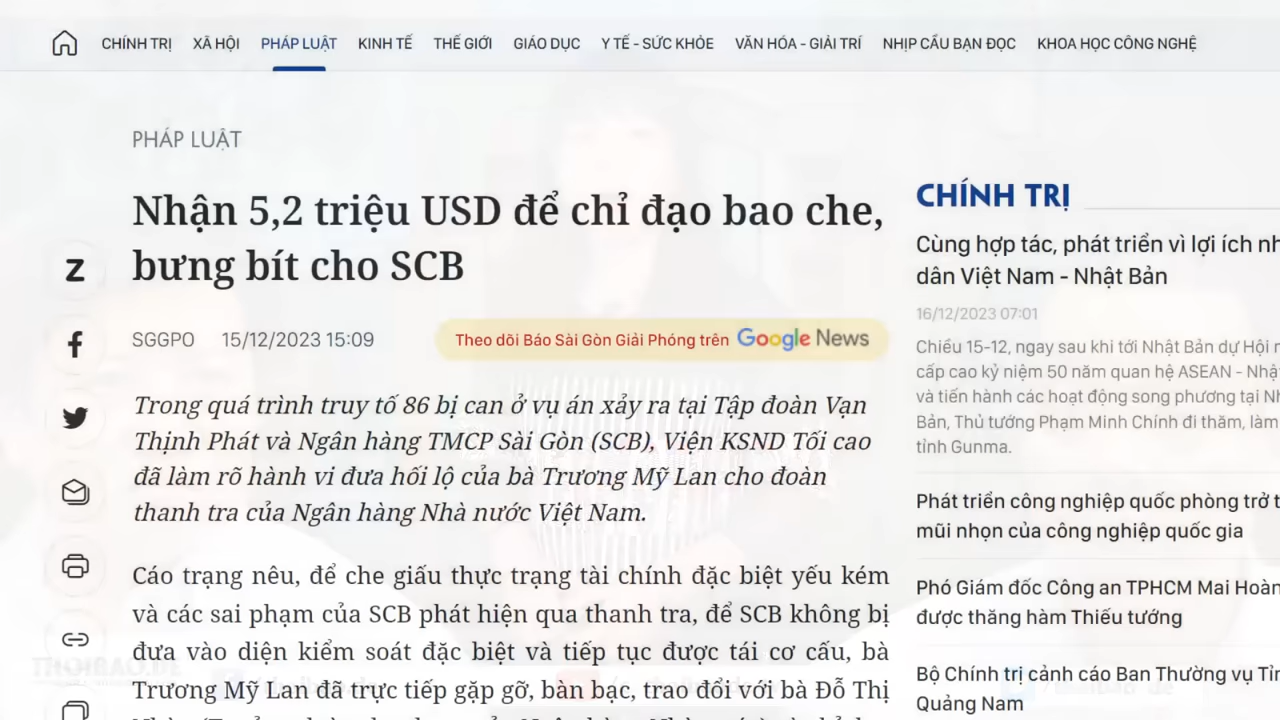 CHÍNH TRỊ XÃ HỘI PHÁP LUẬT KINH TẾ THẾ GIỚI GIÁO DỤC Y TẾ - SỨC KHỎE VĂN HÓA - GIẢI TRÍ NHỊP CẦU BẠN ĐỌC KHOA HỌC CÔNG NGHỆ
PHÁP LUẬT
Nhận 5,2 triệu USD để chỉ đạo bao che,
bưng bít cho SCB
SGGPO 15/12/2023 15:09
Theo dõi Báo Sài Gòn Giải Phóng trên Google News
Trong quá trình truy tố 86 bị can ở vụ án xảy ra tại Tập đoàn Vạn
Thịnh Phát và Ngân hàng TMCP Sài Gòn (SCB), Viện KSND Tối cao
đã làm rõ hành vi đưa hối lộ của bà Trương Mỹ Lan cho đoàn
thanh tra của Ngân hàng Nhà nước Việt Nam.
Cáo trạng nêu, để che giấu thực trạng tài chính đặc biệt yếu kém
và các sai phạm của SCB phát hiện qua thanh tra, để SCB không bị
đưa vào diện kiểm soát đặc biệt và tiếp tục được tái cơ cấu, bà
Trương Mỹ Lan đã trực tiếp gặp gỡ, bàn bạc, trao đổi với bà Đỗ Thị
CHÍNH TRỊ
Cùng hợp tác, phát triển vì lợi ích
dân Việt Nam - Nhật Bản
16/12/2023 07:01
Chiều 15-12, ngay sau khi tới Nhật Bản dự Hội
cấp cao kỷ niệm 50 năm quan hệ ASEAN -
và tiến hành các hoạt động song phương tại
Bản, Thủ tướng Phạm Minh Chính đi thăm, làm
tỉnh Gunma.
Phát triển công nghiệp quốc phòng trở
mũi nhọn của công nghiệp quốc gia
Phó Giám đốc Công an TPHCM Mai
được thăng hàm Thiếu tướng
Bộ Chính trị cảnh cáo Ban Thường vụ
Quảng Nam
THOIBAO.DE